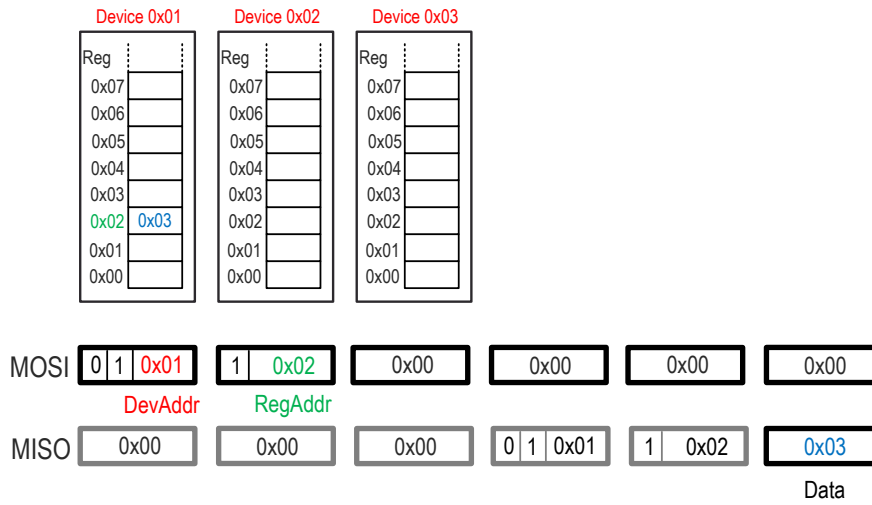 Device 0x01 Device 0x02 Device 0x03
Reg Reg Reg
0x07 0x07 0x07
0x06 0x06 0x06
0x05 0x05 0x05
0x04 0x04 0x04
0x03 0x03 0x03
0x02 0x03 0x02 0x02
0x01 0x01 0x01
0x00 0x00 0x00
MOSI 0 1 0x01 1 0x02 0x00 0x00 0x00 0x00
DevAddr RegAddr
MISO 0x00 0x00 0x00 0 1 0x01 1 0x02 0x03
Data